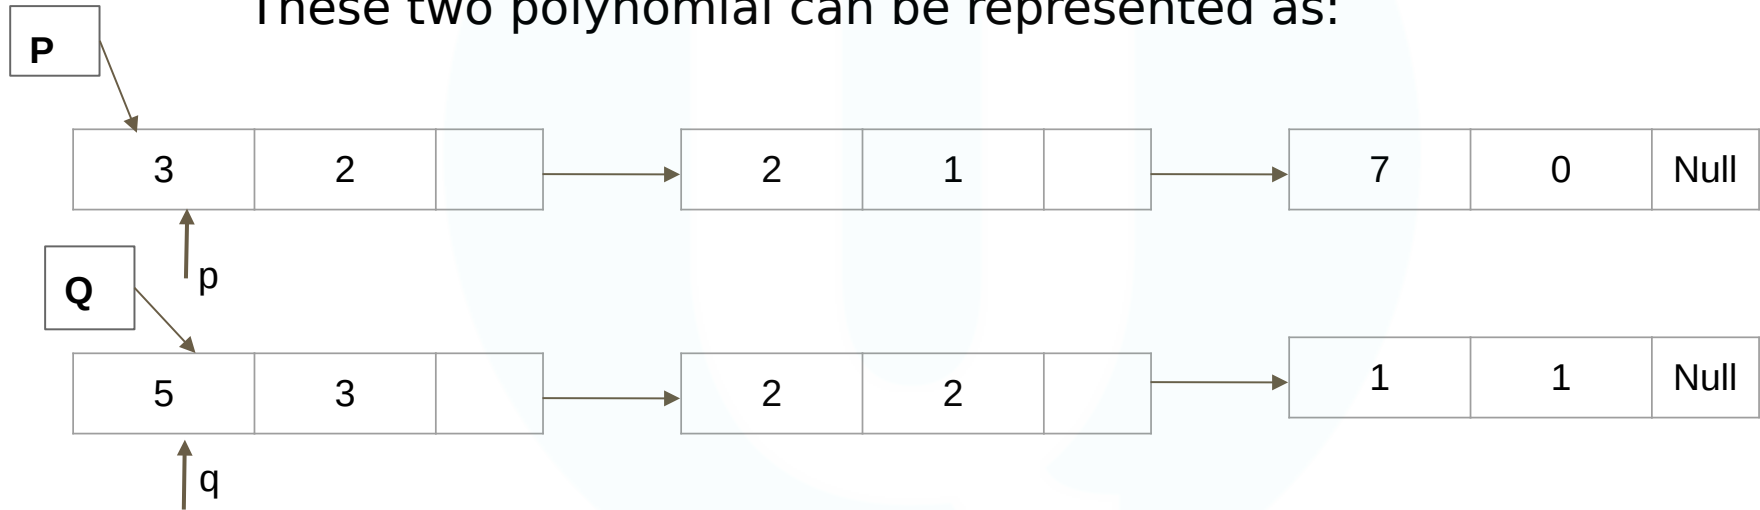 These two polynomial can be represented as:
P
3 2 2 1 7 0 Null
p
Q
5 3 2 2 1 1 Null
q